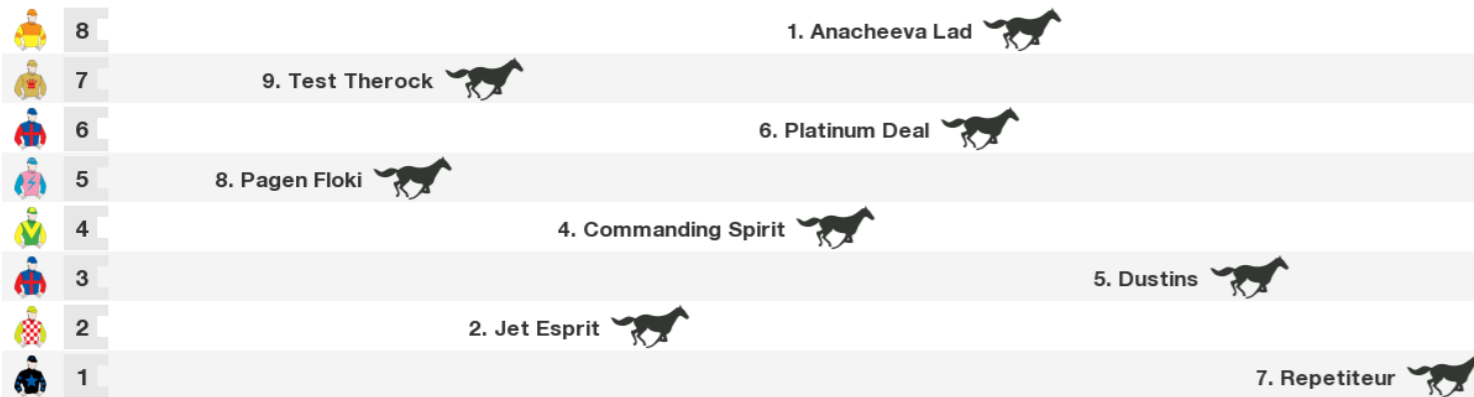 8 1. Anacheeva Lad
7 9. Test Therock
6 6. Platinum Deal
5 8. Pagen Floki
4 4. Commanding Spirit
3 5. Dustins
2 2. Jet Esprit
1 7. Repetiteur